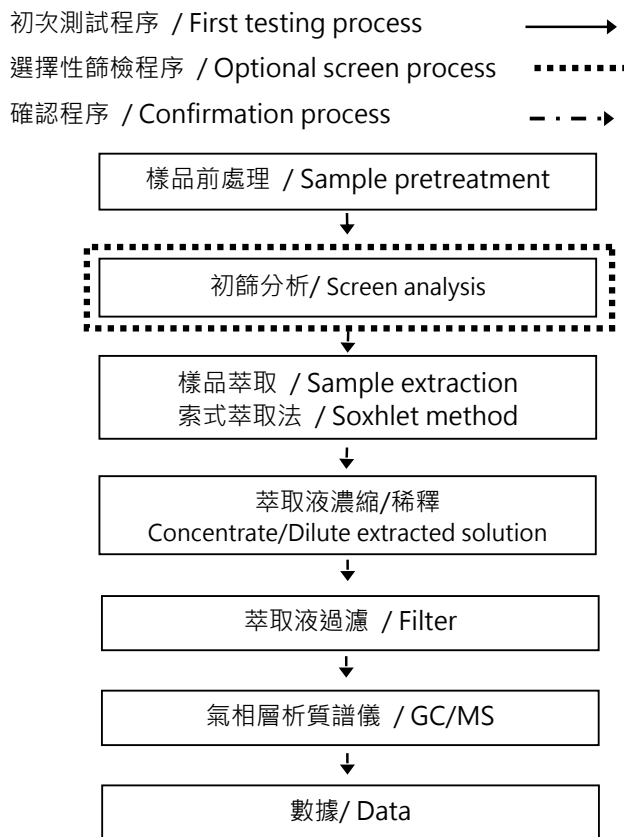 初次測試程序 / First testing process
選擇性篩檢程序 / Optional screen process
確認程序 / Confirmation process
樣品前處理 / Sample pretreatment
初篩分析/ Screen analysis
樣品萃取 / Sample extraction
索式萃取法 / Soxhlet method
萃取液濃縮/稀釋
Concentrate/Dilute extracted solution
萃取液過濾 / Filter
氣相層析質譜儀 / GC/MS
數據/ Data